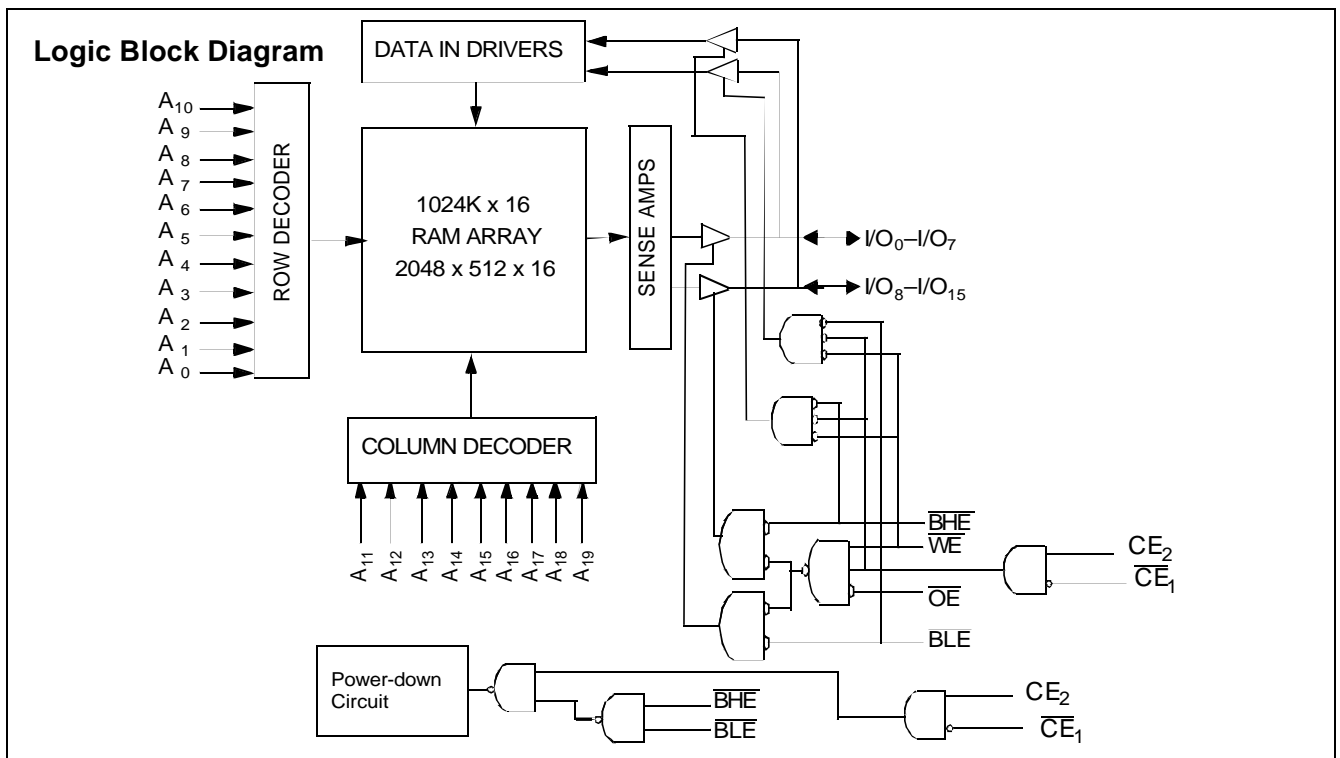 Logic Block Diagram
DATA IN DRIVERS
A10
A9
A8
A7
A6
A5
A4
A3
A2
A1
A0
ROW DECODER
1024K x 16
RAM ARRAY
2048 x 512 x 16
SENSE AMPS
I/O0–I/O7
I/O8–I/O15
COLUMN DECODER
A11
A12
A13
A14
A15
A16
A17
A18
A19
BHE
WE
OE
BLE
CE2
CE1
Power-down
Circuit
BHE
BLE
CE2
CE1